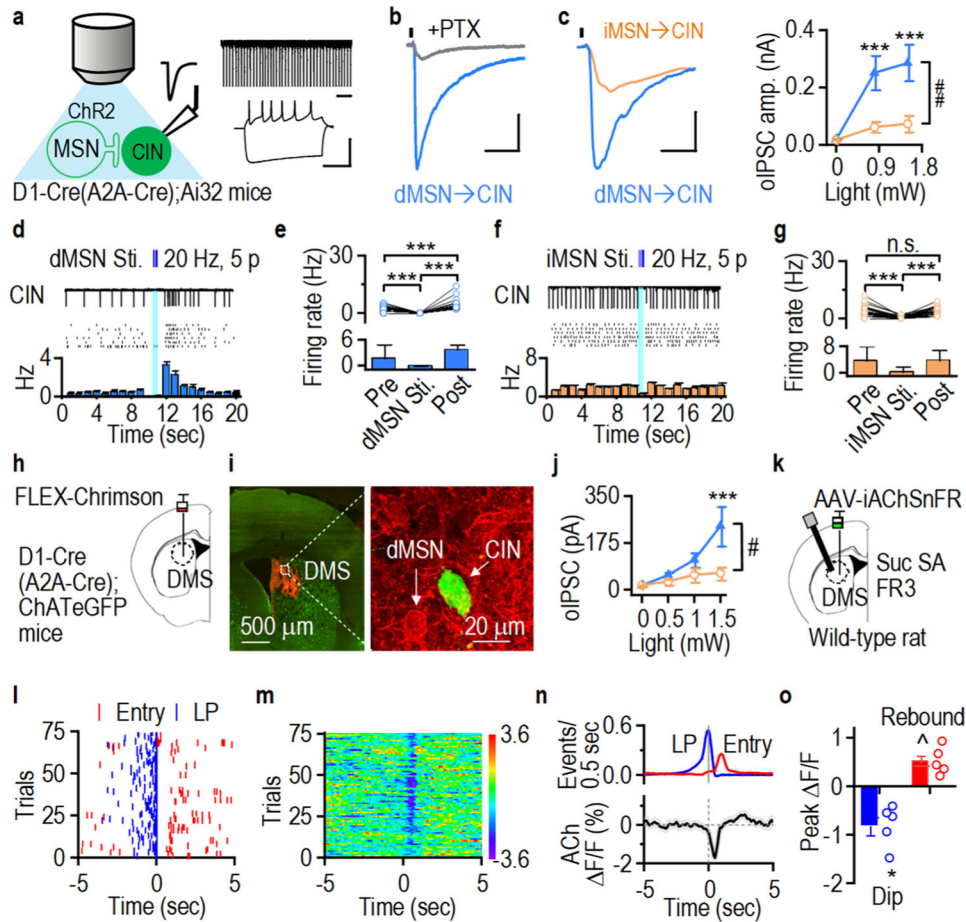 a
ChR2
MSN
CIN
D1-Cre(A2A-Cre);Ai32 mice
b
+PTX
dMSN→CIN
c
iMSN→CIN
dMSN→CIN
oIPSC amp. (nA)
0.4
0.2
0.0
***
***
##
0
0.9
1.8
Light (mW)
d
dMSN Sti.
20 Hz, 5 p
CIN
Hz
4
0
0
4
8
12
16
20
Time (sec)
e
Firing rate (Hz)
30
0
***
***
***
6
0
Pre
dMSN Sti.
Post
f
iMSN Sti.
20 Hz, 5 p
CIN
Hz
8
0
0
4
8
12
16
20
Time (sec)
g
Firing rate (Hz)
30
0
n.s.
***
***
8
0
Pre
iMSN Sti.
Post
h
FLEX-Chrimson
D1-Cre
(A2A-Cre);
ChATeGFP
mice
DMS
i
DMS
500 μm
dMSN
CIN
20 μm
j
oIPSC (pA)
350
175
0
***
#
0
0.5
1
1.5
Light (mW)
k
AAV-iAChSnFR
DMS
Suc SA
FR3
Wild-type rat
l
Entry
LP
Trials
75
50
25
0
-5
0
5
Time (sec)
m
Trials
75
50
25
0
-5
0
5
Time (sec)
3.6
-3.6
n
Events/
0.5 sec
0.6
0.0
LP
Entry
ACh
ΔF/F (%)
0
-2
-5
0
5
Time (sec)
o
Rebound
Peak ΔF/F
1
0
-1
-2
^
*
Dip